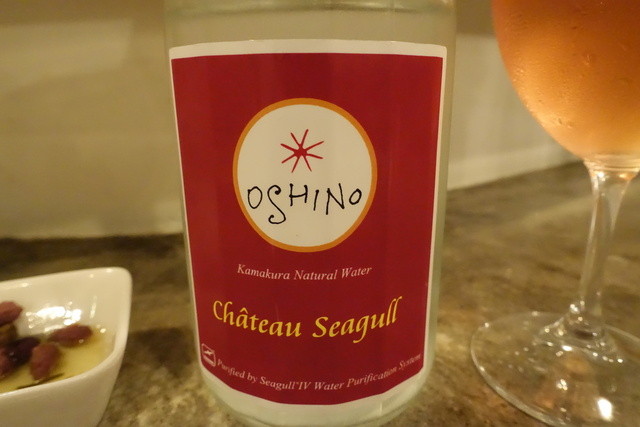 OSHINO
Kamakura Natural Water
Château Seagull
Purified by Seagull'IV Water Purification System